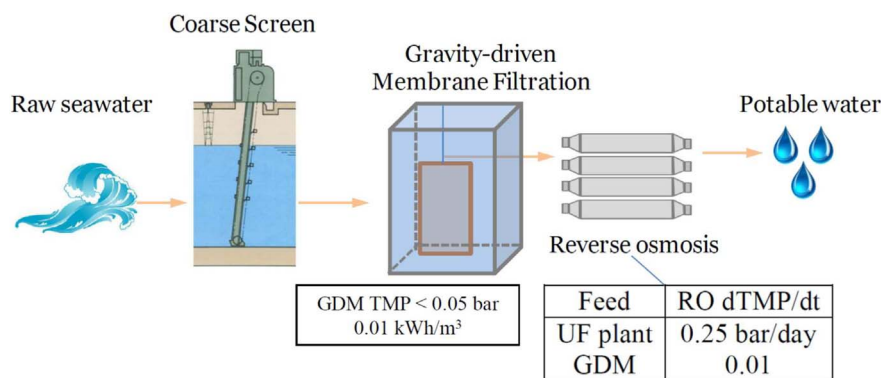 Coarse Screen
Gravity-driven
Membrane Filtration
Raw seawater
Potable water
Reverse osmosis
GDM TMP < 0.05 bar
0.01 kWh/m³
Feed RO dTMP/dt
UF plant 0.25 bar/day
GDM 0.01